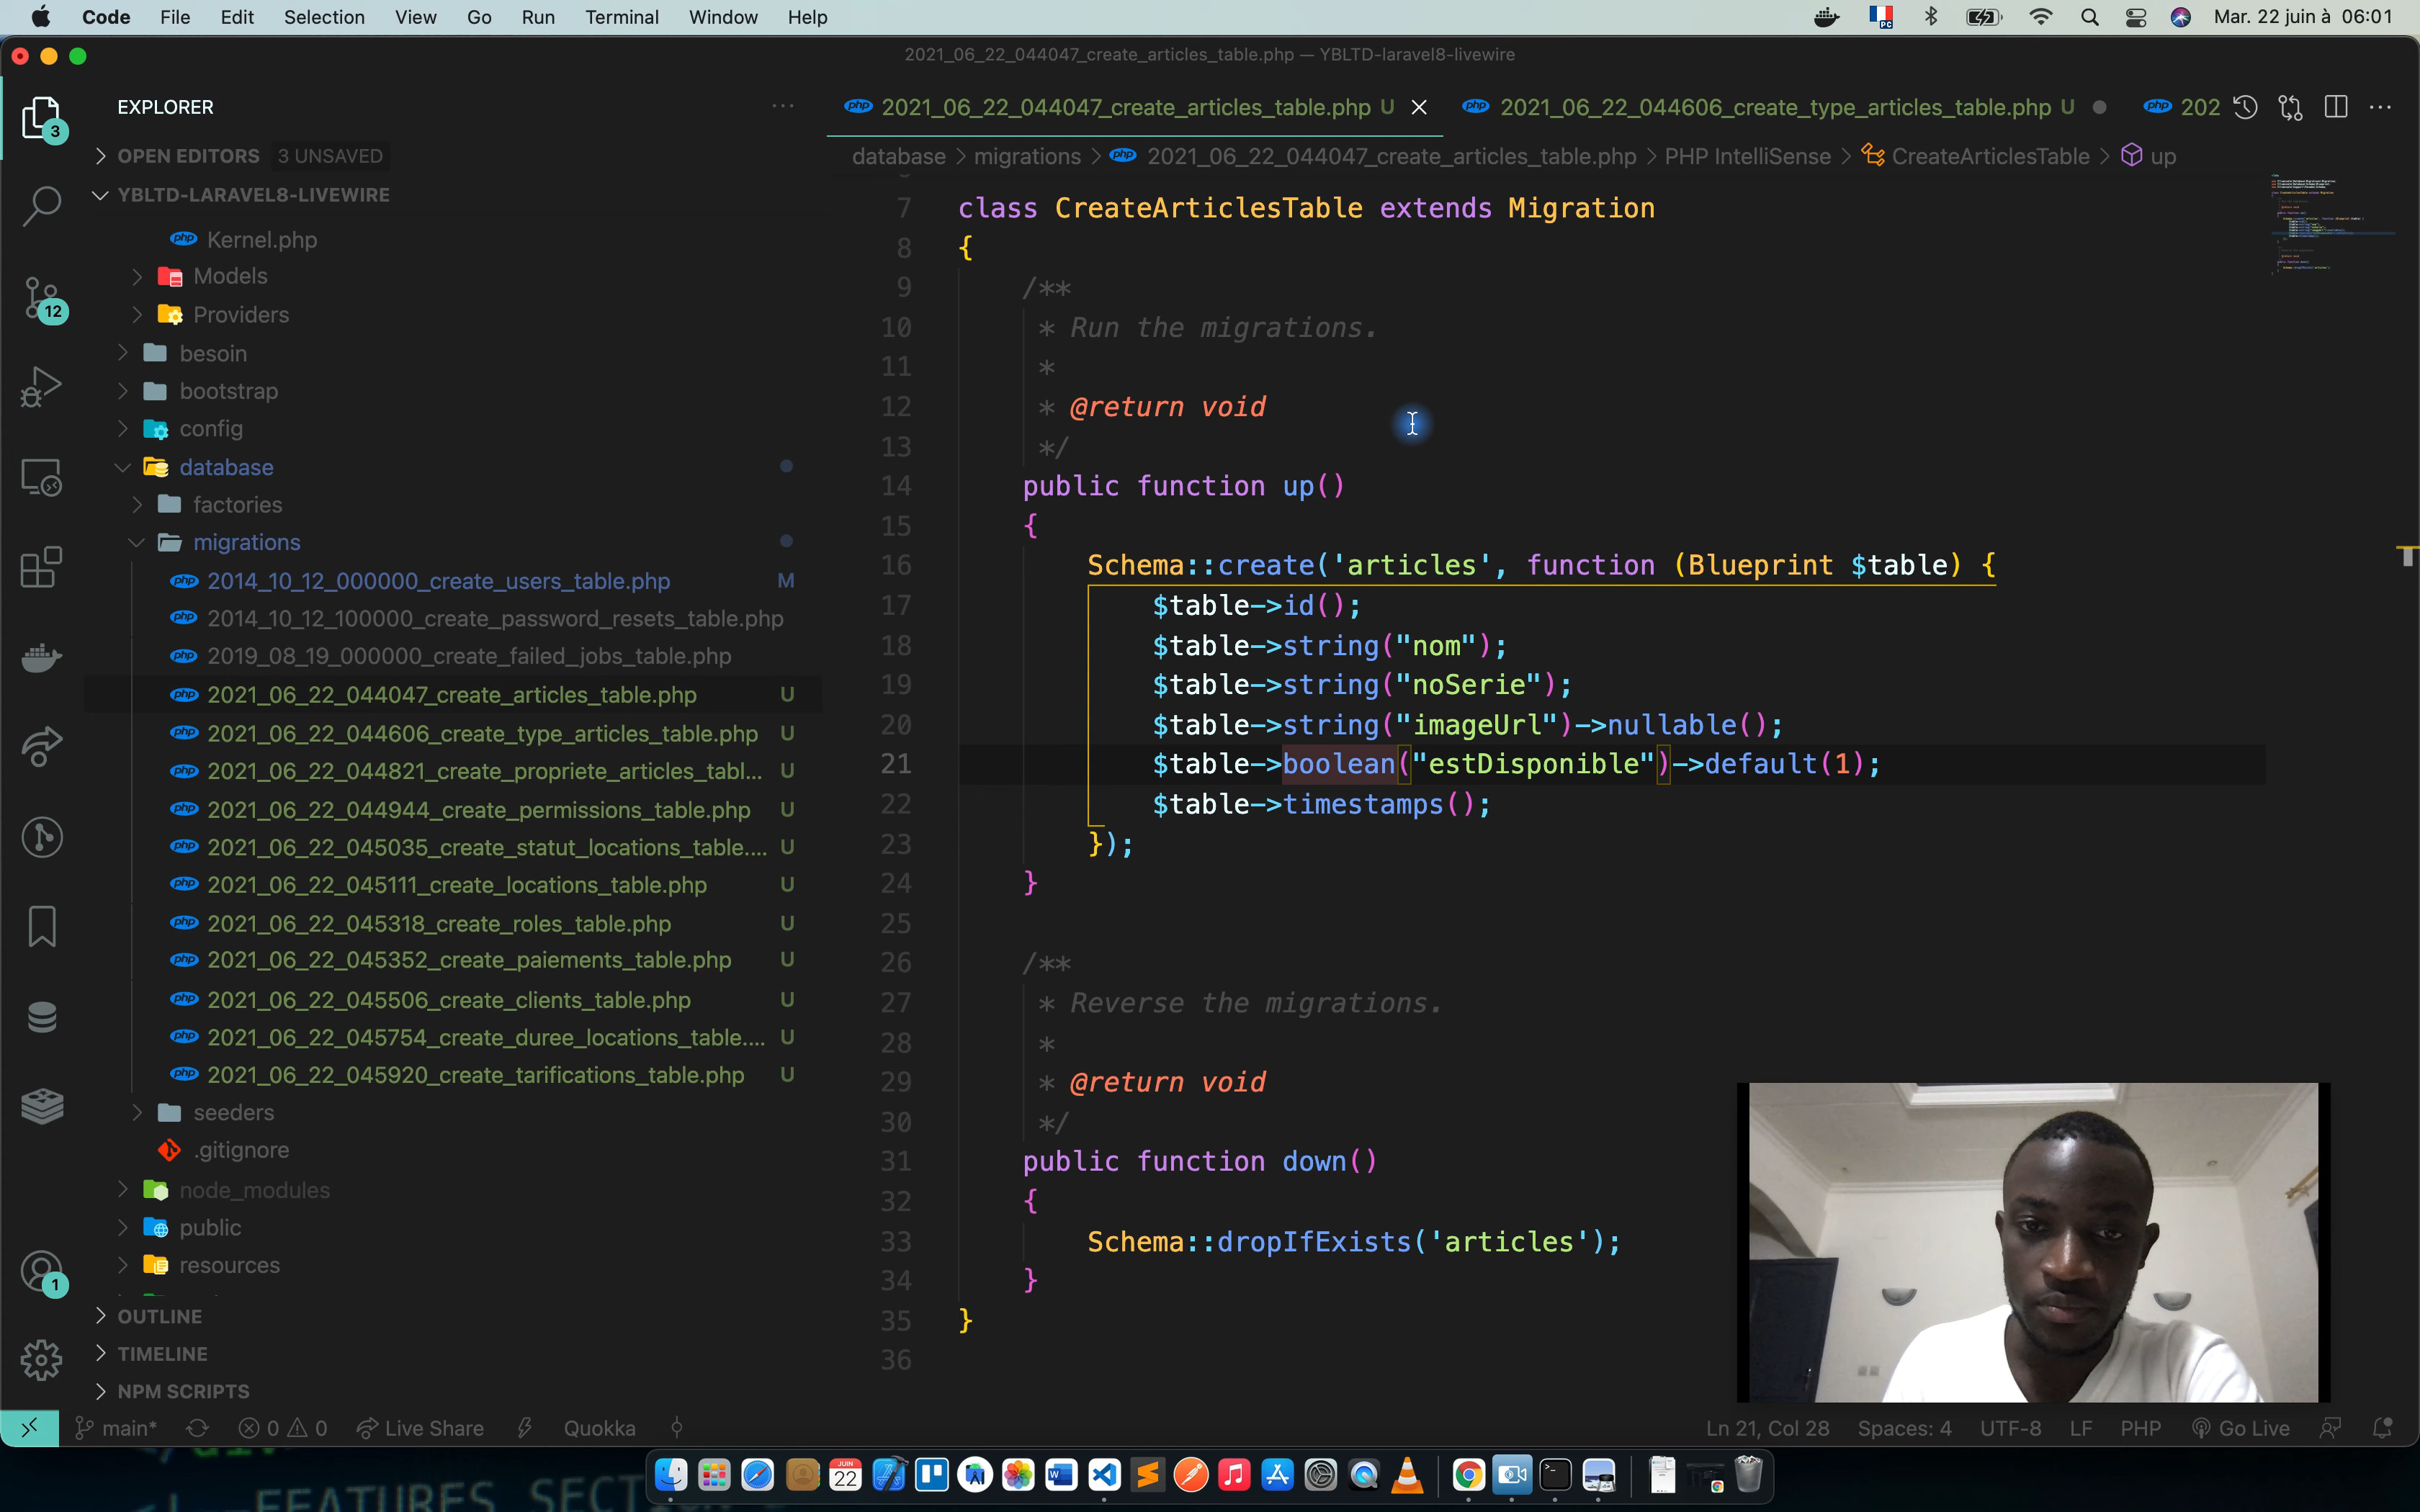 Code File Edit Selection View Go Run Terminal Window Help Mar. 22 juin à 06:01
2021_06_22_044047_create_articles_table.php — YBLTD-laravel8-livewire
EXPLORER
2021_06_22_044047_create_articles_table.php U
2021_06_22_044606_create_type_articles_table.php U
202
OPEN EDITORS 3 UNSAVED
database > migrations > 2021_06_22_044047_create_articles_table.php > PHP IntelliSense > CreateArticlesTable > up
YBLTD-LARAVEL8-LIVEWIRE
Kernel.php
Models
Providers
besoin
bootstrap
config
database
factories
migrations
2014_10_12_000000_create_users_table.php M
2014_10_12_100000_create_password_resets_table.php
2019_08_19_000000_create_failed_jobs_table.php
2021_06_22_044047_create_articles_table.php U
2021_06_22_044606_create_type_articles_table.php U
2021_06_22_044821_create_propriete_articles_tabl... U
2021_06_22_044944_create_permissions_table.php U
2021_06_22_045035_create_statut_locations_table.... U
2021_06_22_045111_create_locations_table.php U
2021_06_22_045318_create_roles_table.php U
2021_06_22_045352_create_paiements_table.php U
2021_06_22_045506_create_clients_table.php U
2021_06_22_045754_create_duree_locations_table.... U
2021_06_22_045920_create_tarifications_table.php U
seeders
.gitignore
node_modules
public
resources
OUTLINE
TIMELINE
NPM SCRIPTS
3
12
1
7 class CreateArticlesTable extends Migration
8 {
9 /**
10 * Run the migrations.
11 *
12 * @return void
13 */
14 public function up()
15 {
16 Schema::create('articles', function (Blueprint $table) {
17 $table->id();
18 $table->string("nom");
19 $table->string("noSerie");
20 $table->string("imageUrl")->nullable();
21 $table->boolean("estDisponible")->default(1);
22 $table->timestamps();
23 });
24 }
25
26 /**
27 * Reverse the migrations.
28 *
29 * @return void
30 */
31 public function down()
32 {
33 Schema::dropIfExists('articles');
34 }
35 }
36
main* 0 0 Live Share Quokka Ln 21, Col 28 Spaces: 4 UTF-8 LF PHP Go Live
JUIN
22
FEATURES SECT